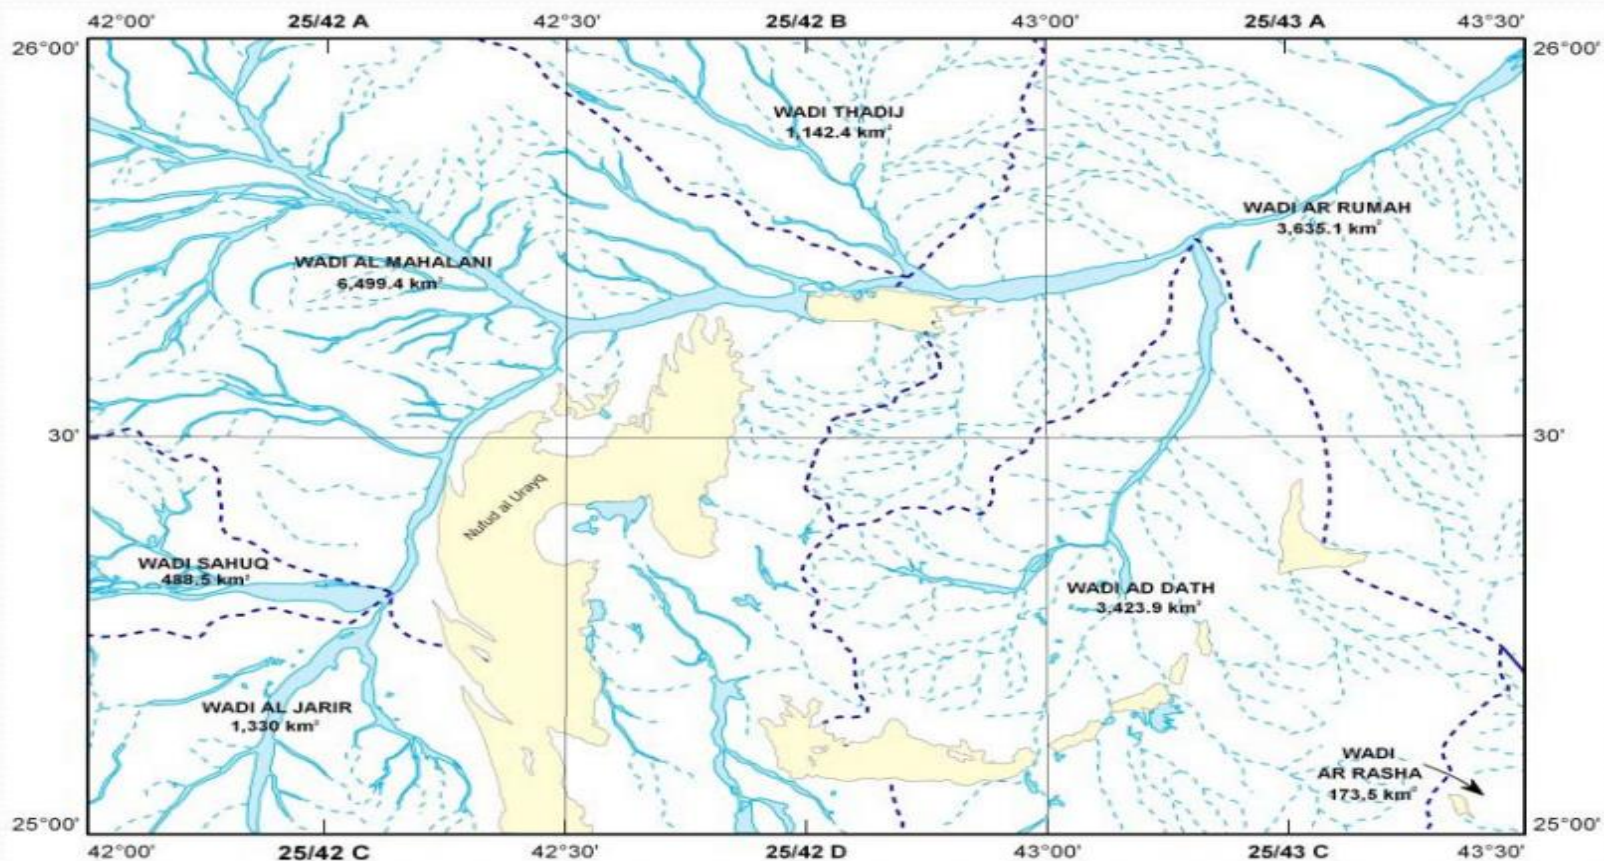 42°00' 25/42 A 42°30' 25/42 B 43°00' 25/43 A 43°30'
26°00' 26°00'
WADI THADIJ
1,142.4 km²
WADI AR RUMAH
3,635.1 km²
WADI AL MAHALANI
6,499.4 km²
30' 30'
Nufud al Urayq
WADI SAHUQ
488.5 km²
WADI AD DATH
3,423.9 km²
WADI AL JARIR
1,330 km²
WADI
AR RASHA
173.5 km²
25°00' 25°00'
42°00' 25/42 C 42°30' 25/42 D 43°00' 25/43 C 43°30'